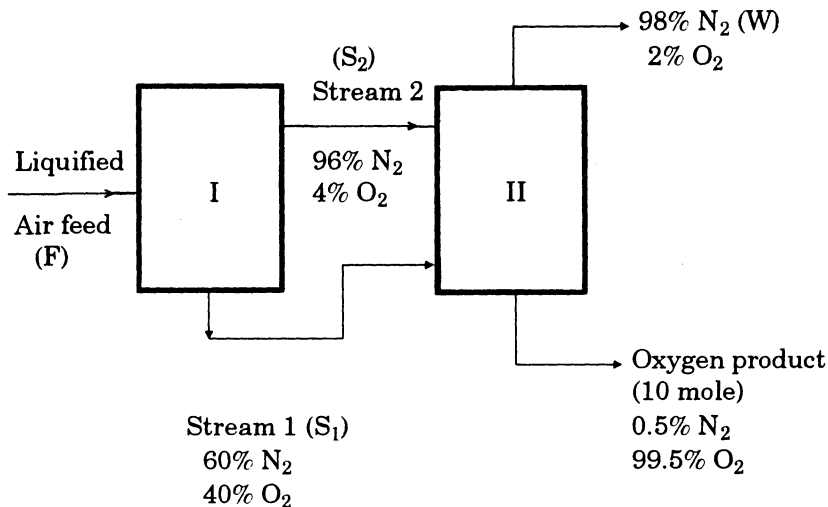 98% N₂ (W)
2% O₂
(S₂)
Stream 2
Liquified
96% N₂
4% O₂
I
II
Air feed
(F)
Oxygen product
(10 mole)
0.5% N₂
99.5% O₂
Stream 1 (S₁)
60% N₂
40% O₂